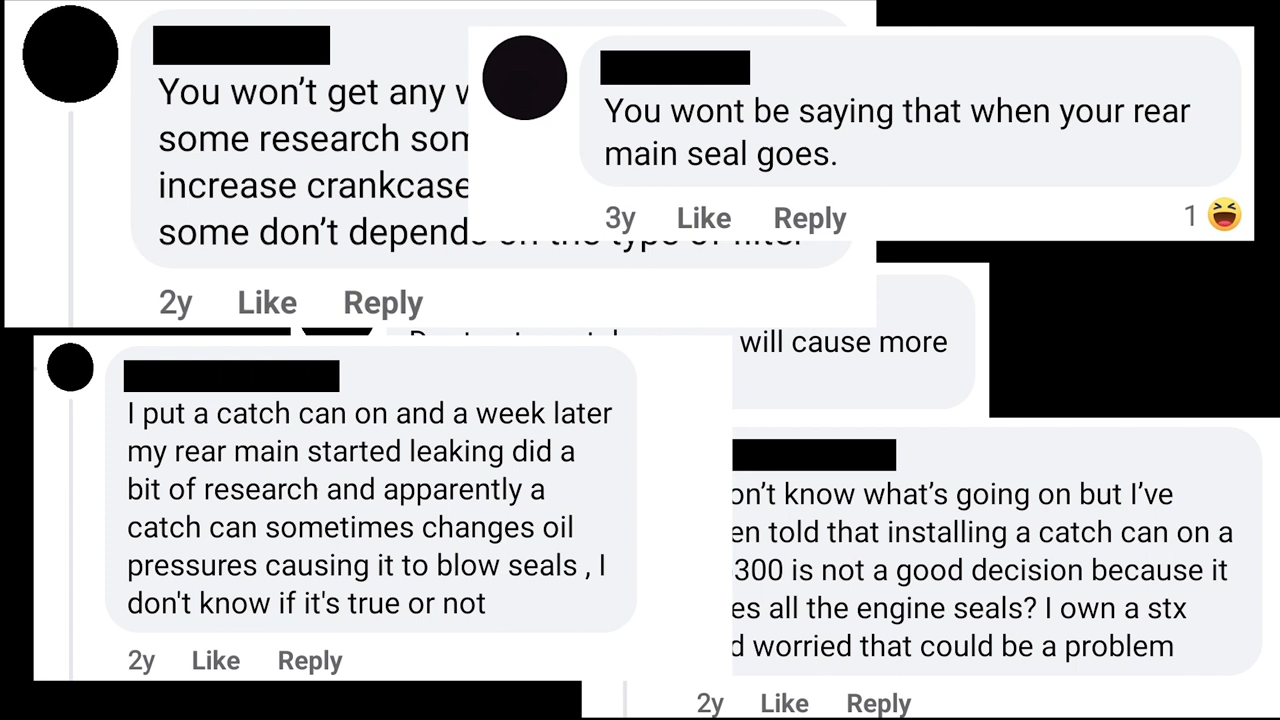 You won't get any
some research
increase crankcase
some don't depends on the type of filter
2y Like Reply
You wont be saying that when your rear
main seal goes.
3y Like Reply 1
will cause more
I put a catch can on and a week later
my rear main started leaking did a
bit of research and apparently a
catch can sometimes changes oil
pressures causing it to blow seals , I
don't know if it's true or not
2y Like Reply
know what's going on but I've
told that installing a catch can on a
300 is not a good decision because it
all the engine seals? I own a stx
worried that could be a problem
2y Like Reply